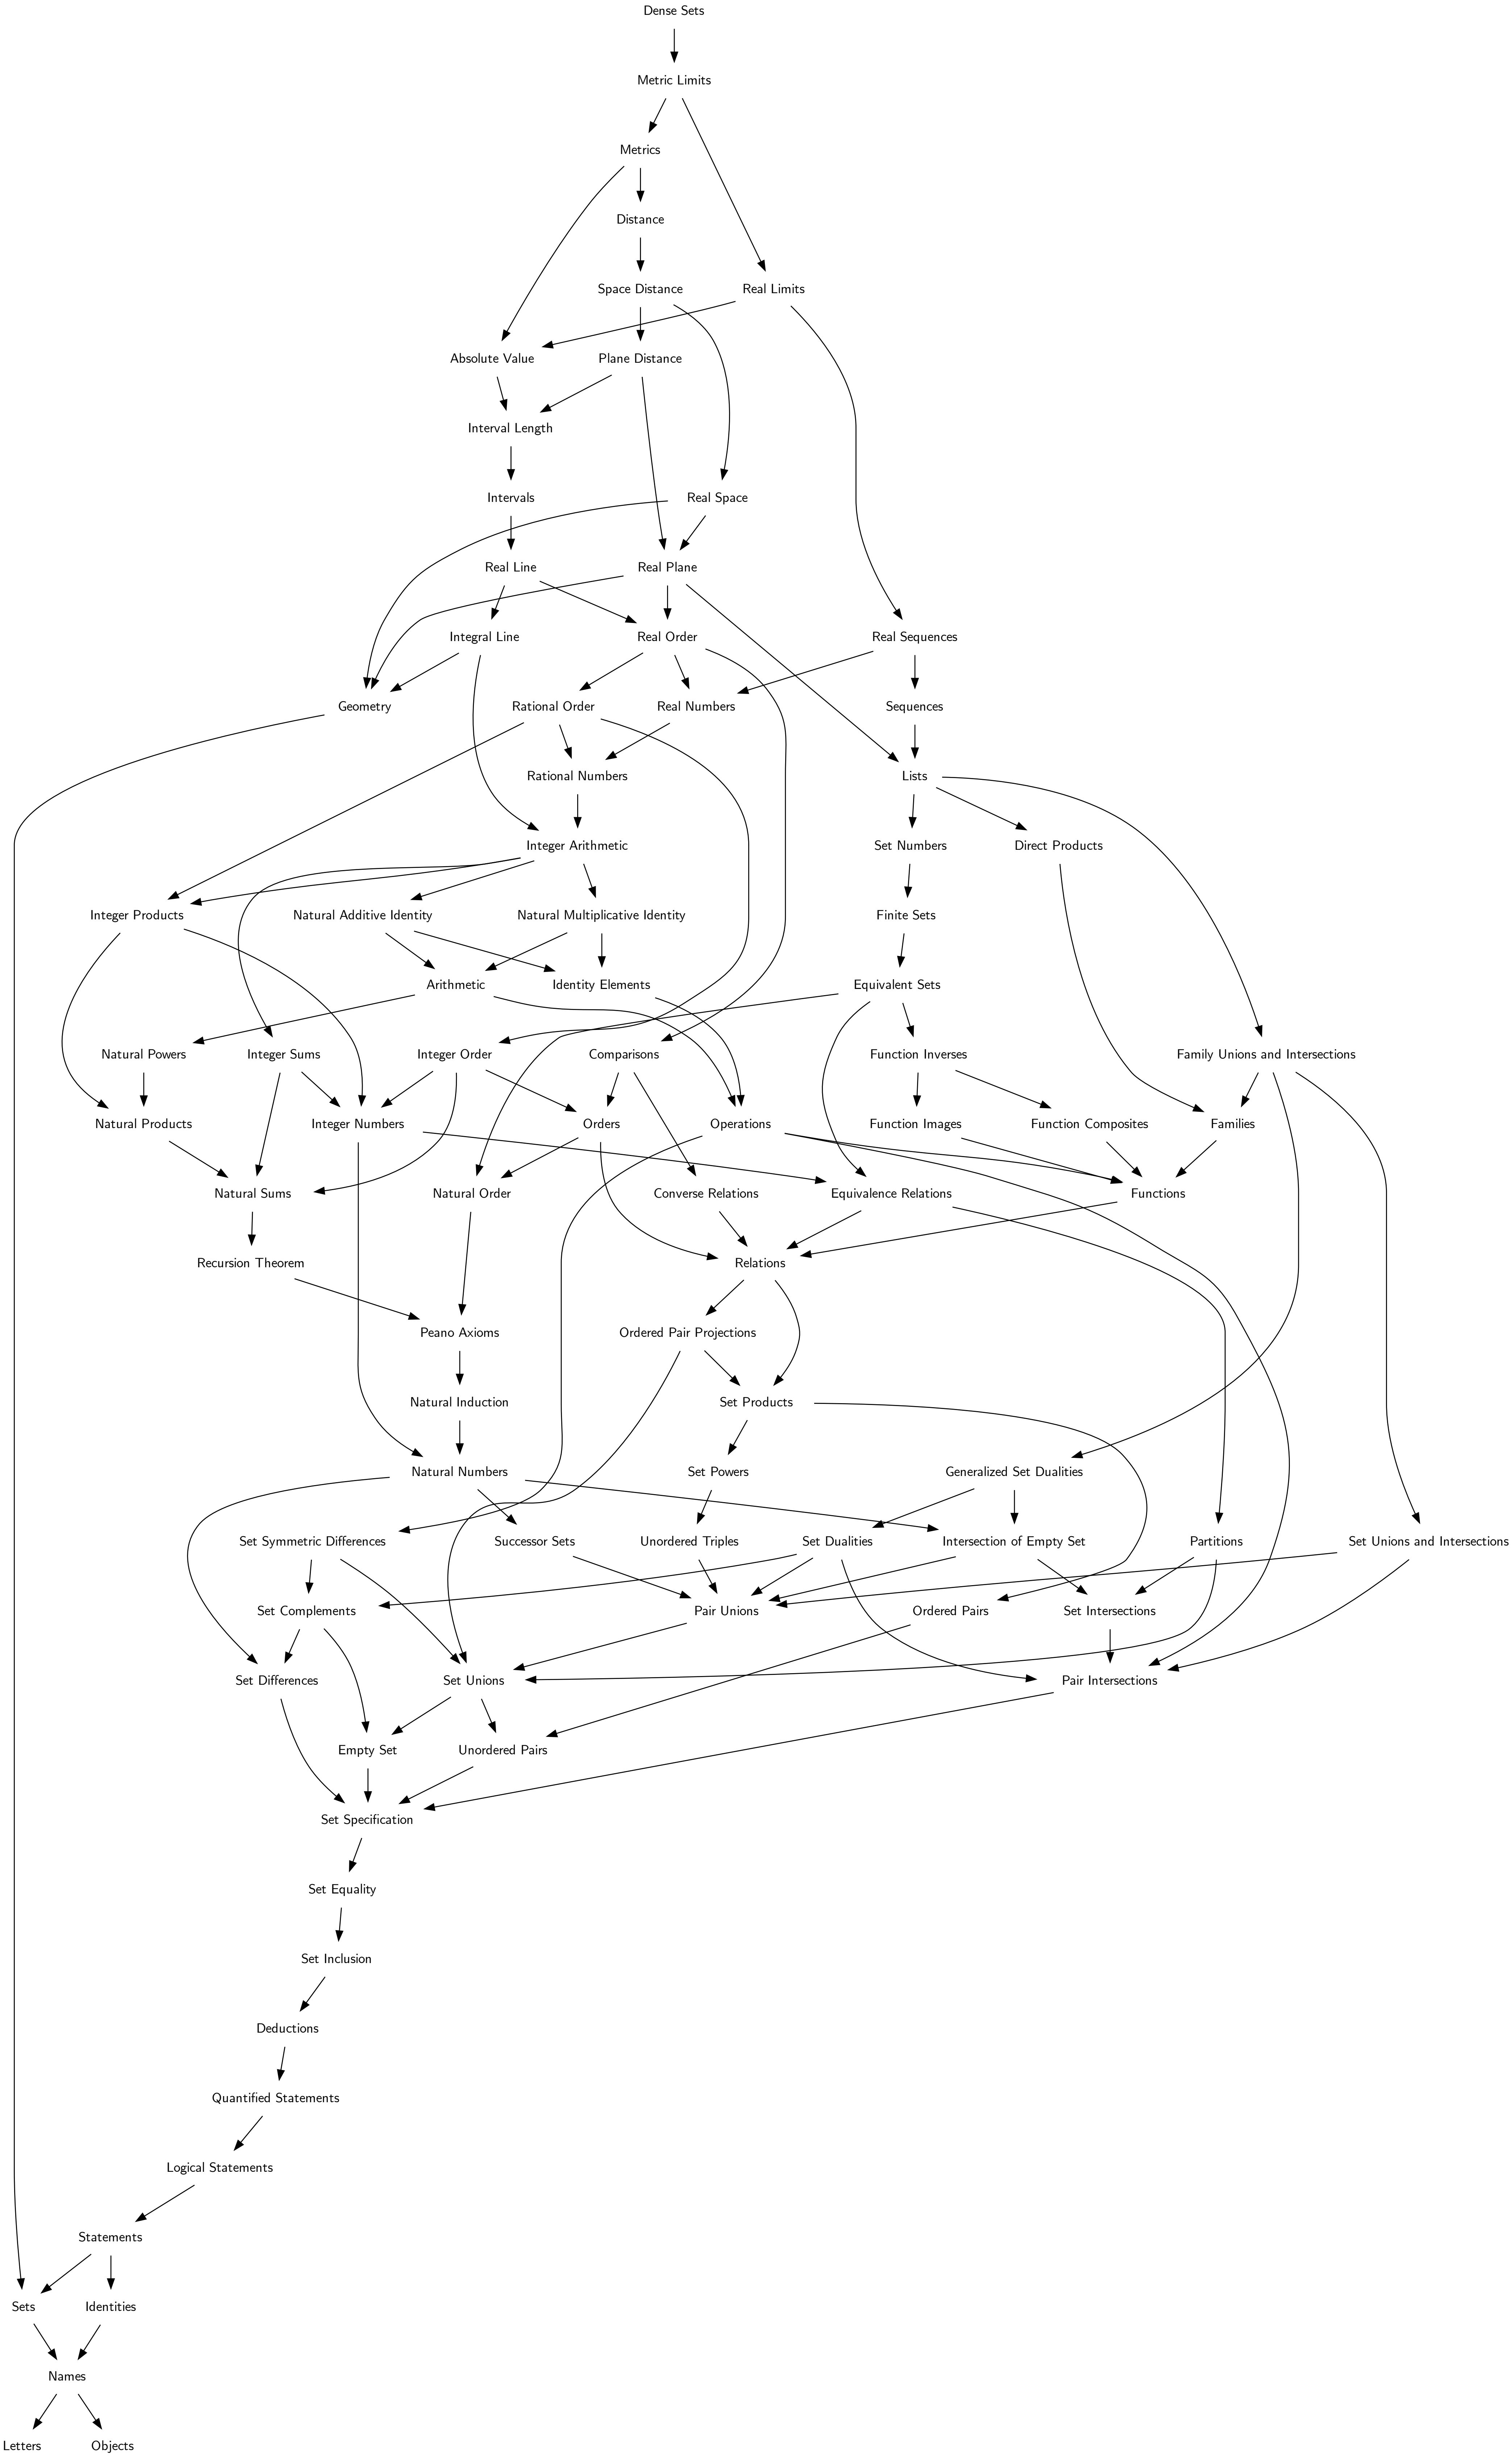 Dense Sets
Metric Limits
Metrics
Distance
Space Distance
Real Limits
Absolute Value
Plane Distance
Interval Length
Intervals
Real Space
Real Line
Real Plane
Integral Line
Real Order
Real Sequences
Geometry
Rational Order
Real Numbers
Sequences
Rational Numbers
Lists
Integer Arithmetic
Set Numbers
Direct Products
Integer Products
Natural Additive Identity
Natural Multiplicative Identity
Finite Sets
Arithmetic
Identity Elements
Equivalent Sets
Natural Powers
Integer Sums
Integer Order
Comparisons
Function Inverses
Family Unions and Intersections
Natural Products
Integer Numbers
Orders
Operations
Function Images
Function Composites
Families
Natural Sums
Natural Order
Converse Relations
Equivalence Relations
Functions
Recursion Theorem
Relations
Peano Axioms
Ordered Pair Projections
Natural Induction
Set Products
Natural Numbers
Set Powers
Generalized Set Dualities
Set Symmetric Differences
Successor Sets
Unordered Triples
Set Dualities
Intersection of Empty Set
Partitions
Set Unions and Intersections
Set Complements
Pair Unions
Ordered Pairs
Set Intersections
Set Differences
Set Unions
Pair Intersections
Empty Set
Unordered Pairs
Set Specification
Set Equality
Set Inclusion
Deductions
Quantified Statements
Logical Statements
Statements
Sets
Identities
Names
Letters
Objects